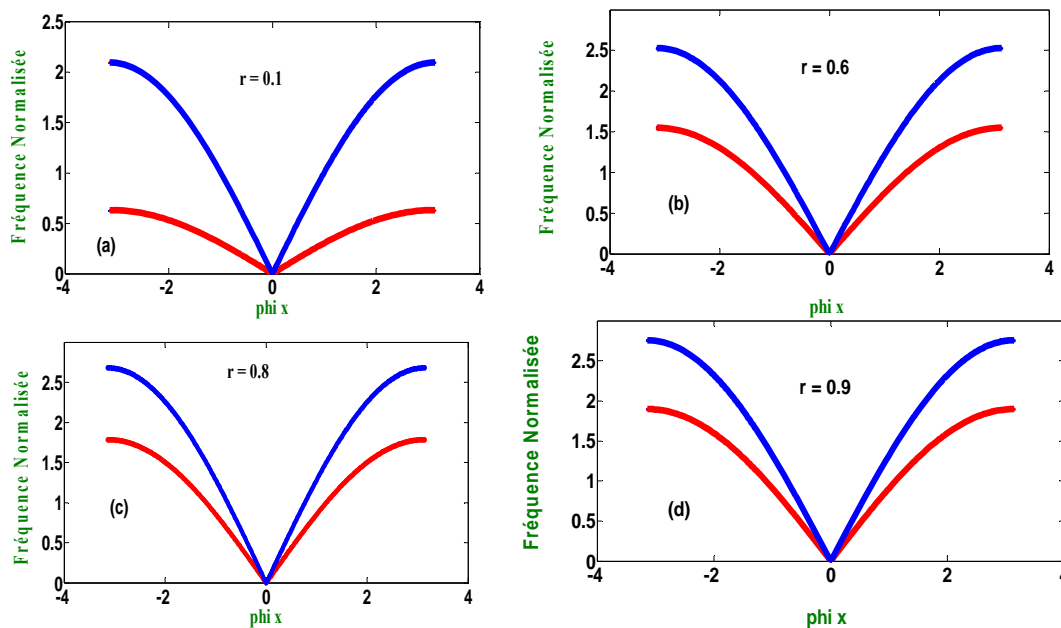 Fréquence Normalisée
2.5
2
1.5
1
0.5
0
r = 0.1
(a)
-4 -2 0 2 4
phi x
Fréquence Normalisée
2.5
2
1.5
1
0.5
0
r = 0.6
(b)
-4 -2 0 2 4
phi x
Fréquence Normalisée
2.5
2
1.5
1
0.5
0
r = 0.8
(c)
-4 -2 0 2 4
phi x
Fréquence Normalisée
2.5
2
1.5
1
0.5
0
r = 0.9
(d)
-4 -2 0 2 4
phi x